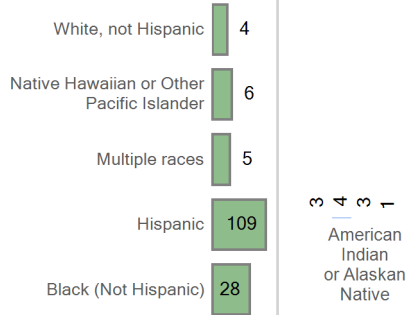 White, not Hispanic 4
Native Hawaiian or Other
Pacific Islander 6
Multiple races 5
Hispanic 109
Black (Not Hispanic) 28
3 4 3 1
American
Indian
or Alaskan
Native